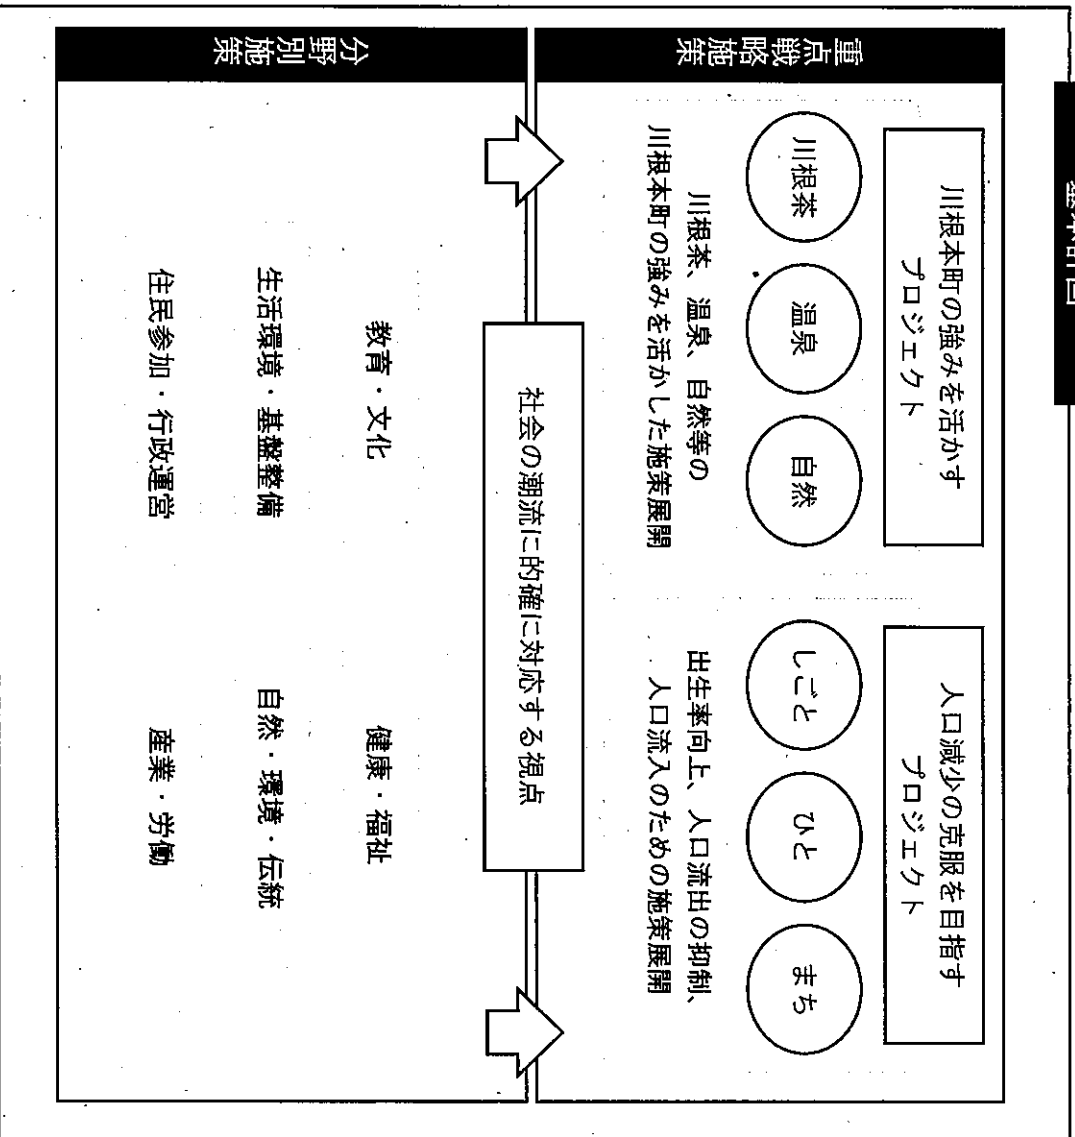 重点戦略施策
川根本町の強みを活かす
プロジェクト
川根茶
温泉
自然
川根茶、温泉、自然等の
川根本町の強みを活かした施策展開
人口減少の克服を目指す
プロジェクト
しごと
ひと
まち
出生率向上、人口流出の抑制、
人口流入のための施策展開
社会の潮流に的確に対応する視点
分野別施策
教育・文化
健康・福祉
生活環境・基盤整備
自然・環境・伝統
住民参加・行政運営
産業・労働